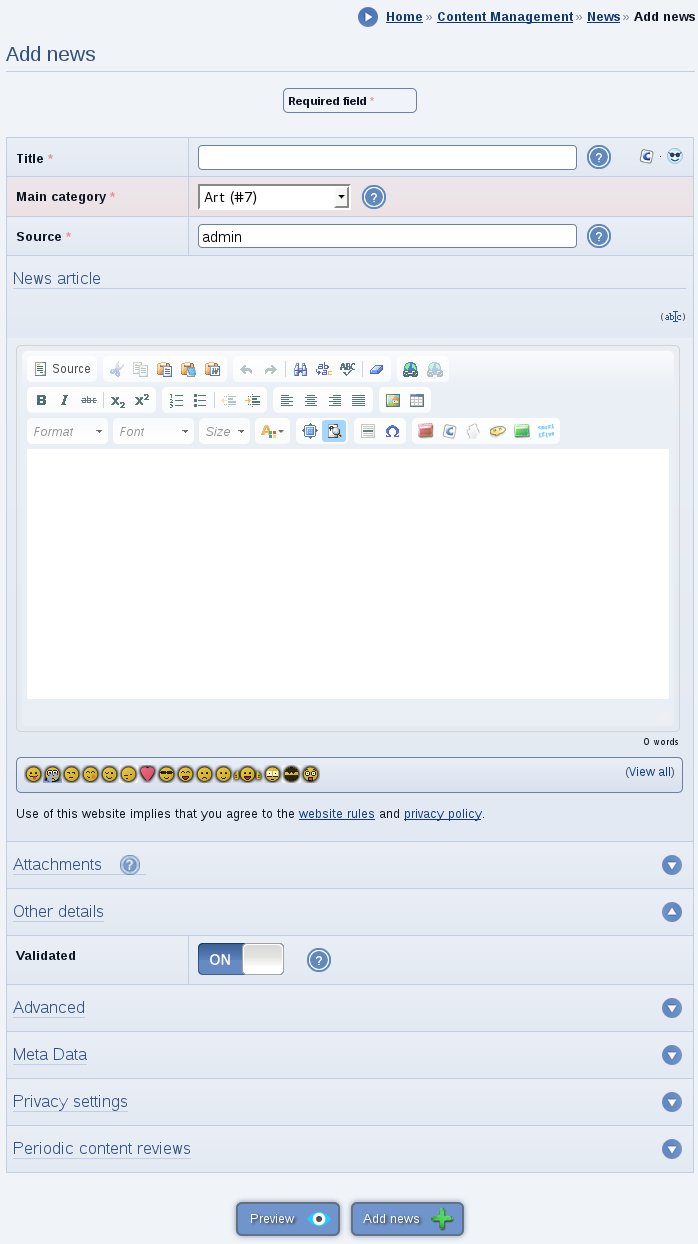 Home » Content Management » News » Add news
Add news
Required field *
Title *
Main category *
Art (#7)
Source *
admin
News article
(abc)
Source
B I abc x₂ x²
Format Font Size
0 words
(View all)
Use of this website implies that you agree to the website rules and privacy policy.
Attachments
Other details
Validated
ON
Advanced
Meta Data
Privacy settings
Periodic content reviews
Preview Add news